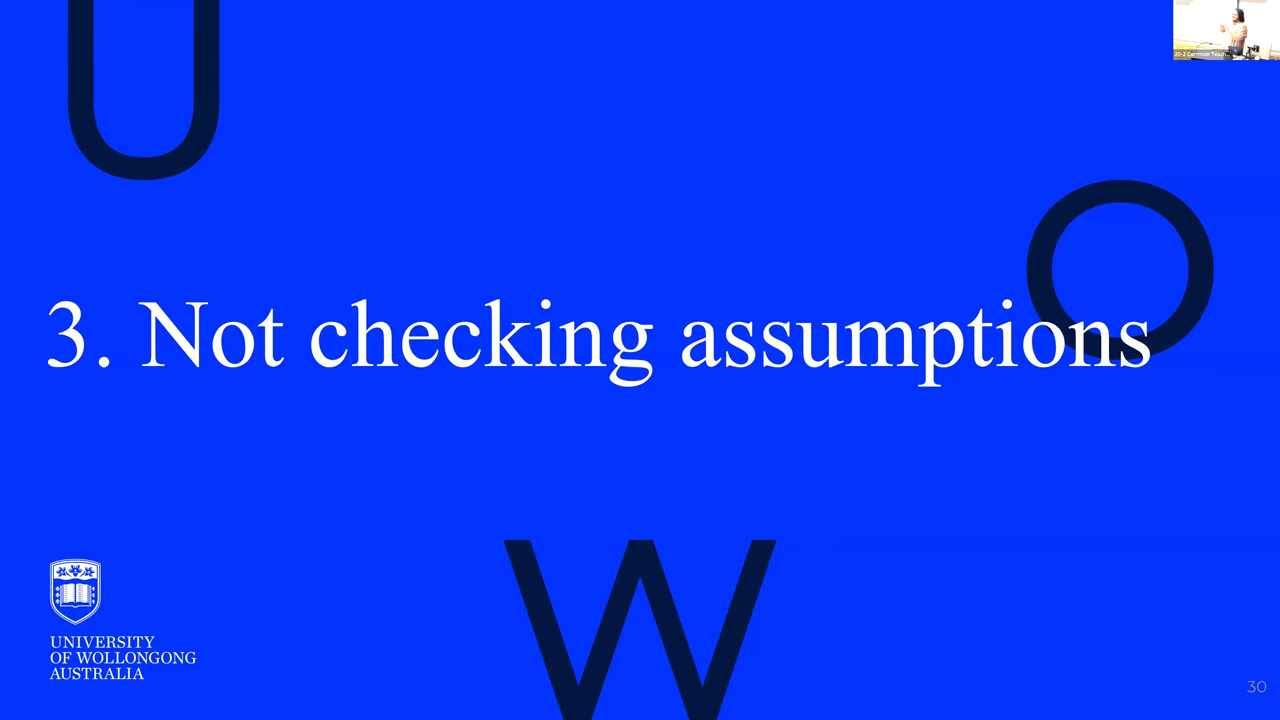 U
O
3. Not checking assumptions
W
UNIVERSITY
OF WOLLONGONG
AUSTRALIA
30